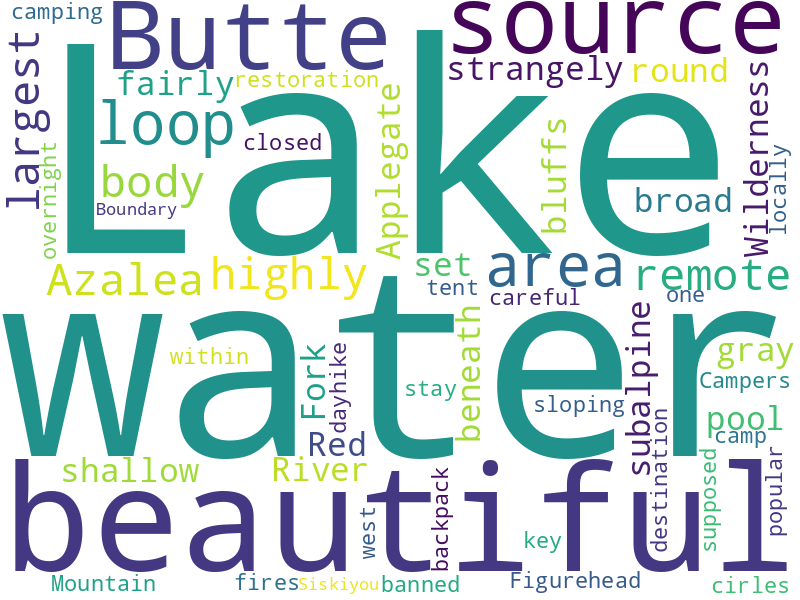 camping
Butte
source
largest
fairly
restoration
strangely
round
Lake
loop
closed
Applegate
bluffs
Wilderness
locally
overnight
body
Boundary
broad
Azalea
highly
set
area
remote
tent
careful
one
water
within
Fork
dayhike
stay
beneath
sloping
subalpine
gray
Campers
Red
pool
camp
shallow
River
beautiful
west
backpack
key
destination
supposed
popular
Mountain
fires
Siskiyou
banned
Figurehead
cirles